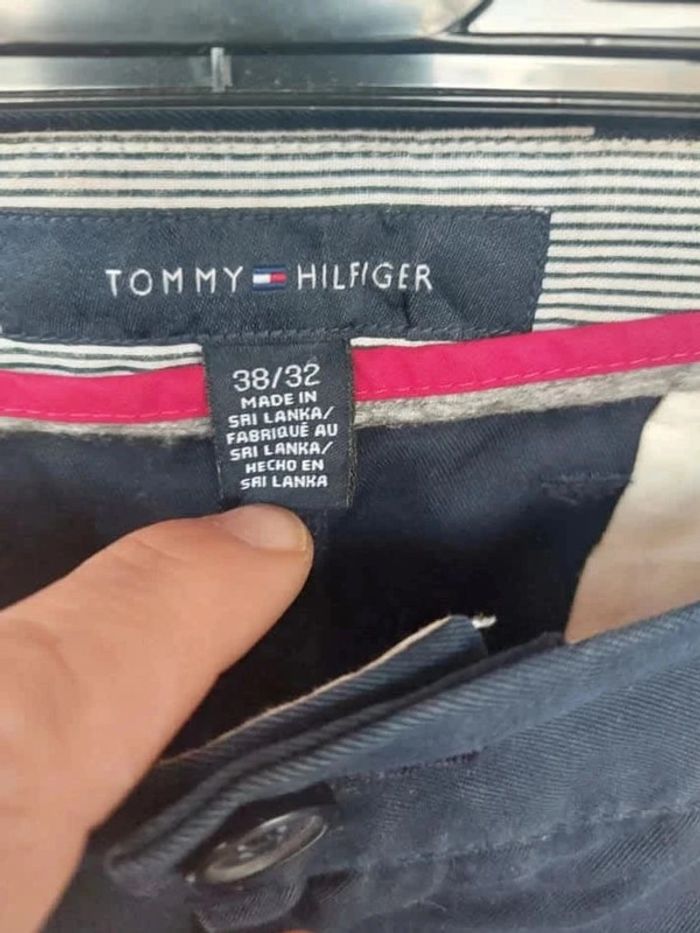 TOMMY HILFIGER
38/32
MADE IN
SRI LANKA/
FABRIQUÉ AU
SRI LANKA/
HECHO EN
SRI LANKA